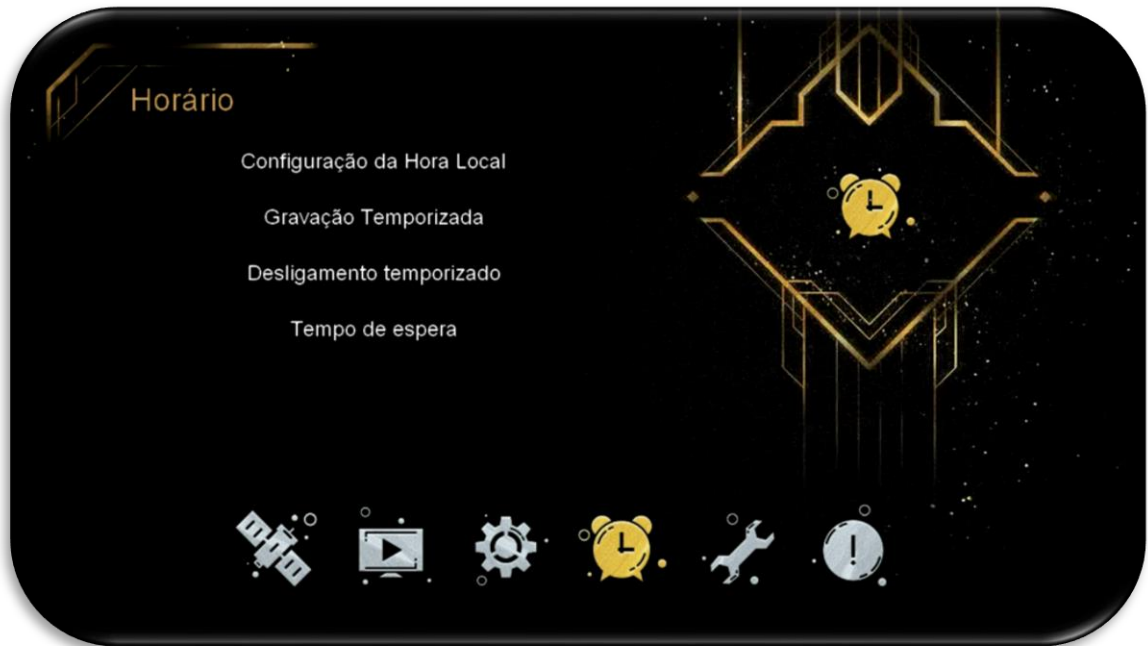 Horário
Configuração da Hora Local
Gravação Temporizada
Desligamento temporizado
Tempo de espera